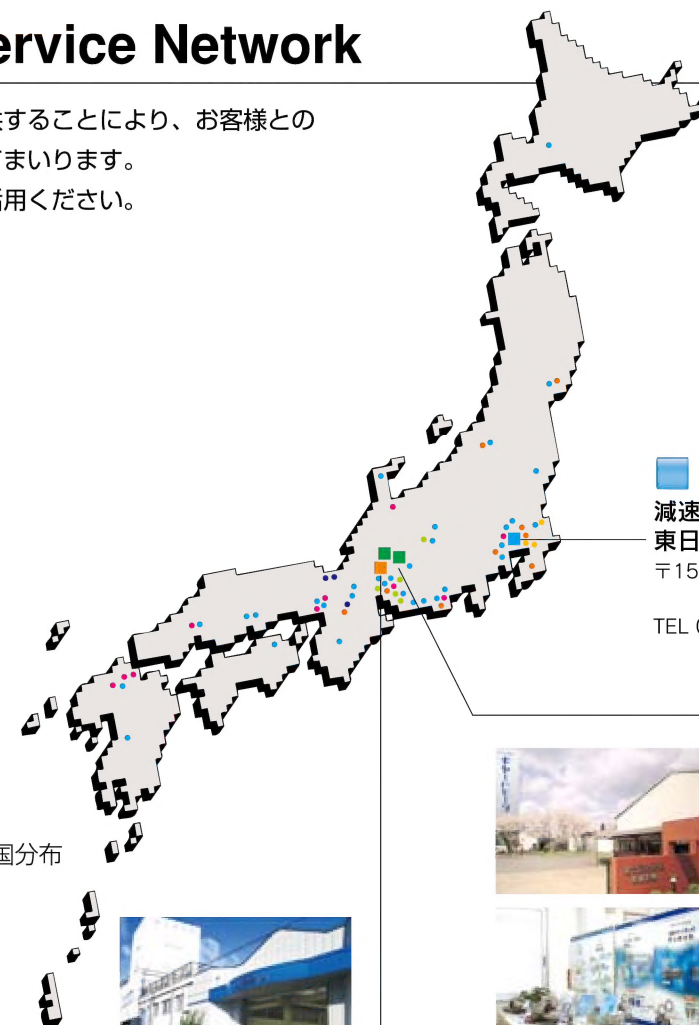 ervice Network
することにより、お客様との
まいります。
用ください。
減速
東日
〒15
TEL
国分布